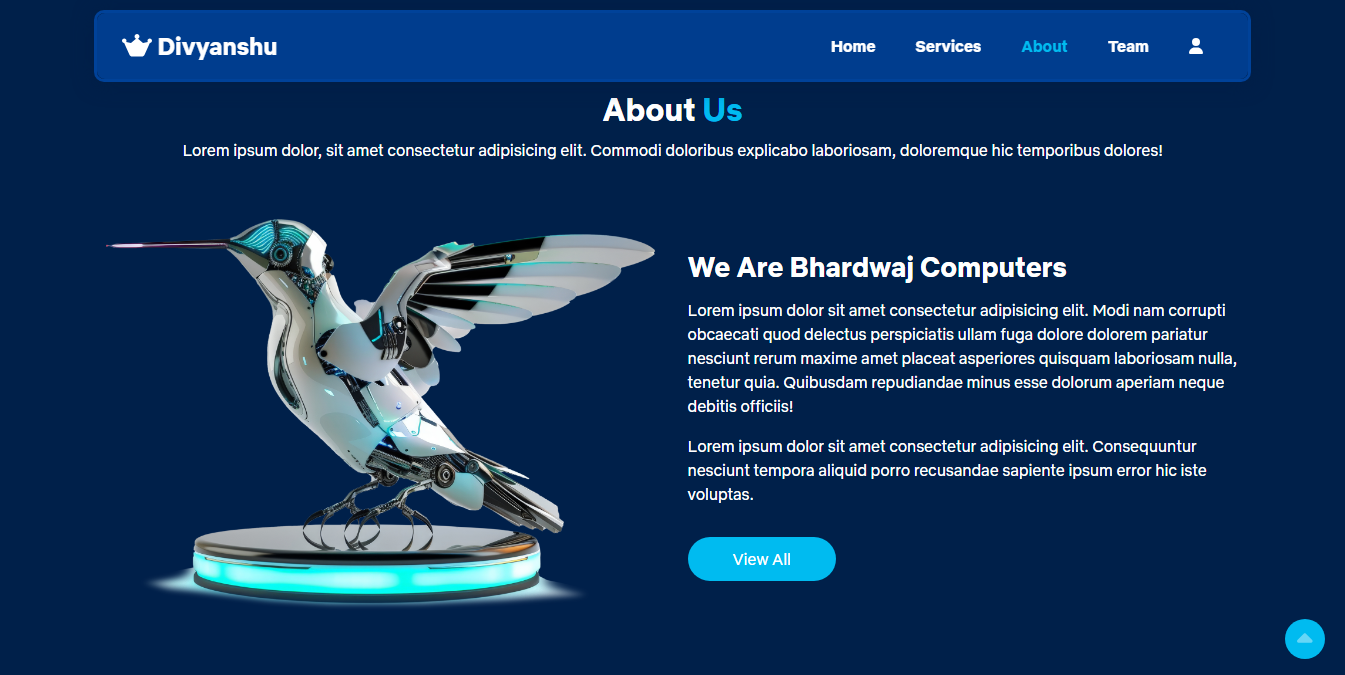 Divyanshu
Home Services About Team
About Us
Lorem ipsum dolor, sit amet consectetur adipisicing elit. Commodi doloribus explicabo laboriosam, doloremque hic temporibus dolores!
We Are Bhardwaj Computers
Lorem ipsum dolor sit amet consectetur adipisicing elit. Modi nam corrupti
obcaecati quod delectus perspiciatis ullam fuga dolore dolorem pariatur
nesciunt rerum maxime amet placeat asperiores quisquam laboriosam nulla,
tenetur quia. Quibusdam repudiandae minus esse dolorum aperiam neque
debitis officiis!
Lorem ipsum dolor sit amet consectetur adipisicing elit. Consequuntur
nesciunt tempora aliquid porro recusandae sapiente ipsum error hic iste
voluptas.
View All